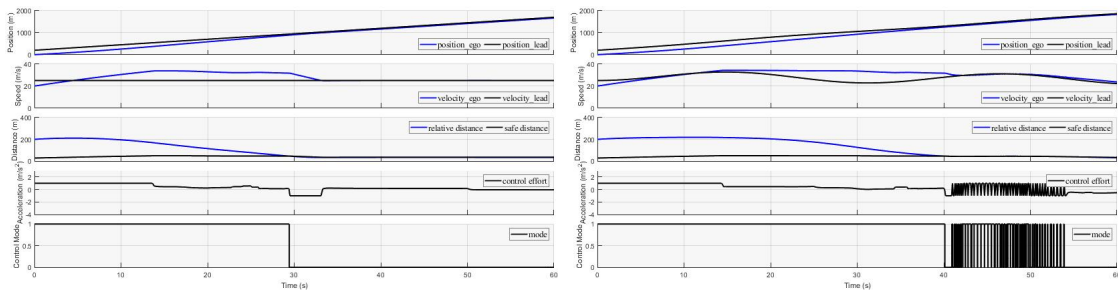 Position (m)
2000
1000
0
position_ego position_lead
Speed (m/s)
40
20
0
velocity_ego velocity_lead
Distance (m)
400
200
0
relative distance safe distance
Acceleration (m/s²)
2
0
-2
-4
control effort
Control Mode
1
0.5
0
mode
0 10 20 30 40 50 60
Time (s)
Position (m)
2000
1000
0
position_ego position_lead
Speed (m/s)
40
20
0
velocity_ego velocity_lead
Distance (m)
400
200
0
relative distance safe distance
Acceleration (m/s²)
2
0
-2
-4
control effort
Control Mode
1
0.5
0
mode
0 10 20 30 40 50 60
Time (s)